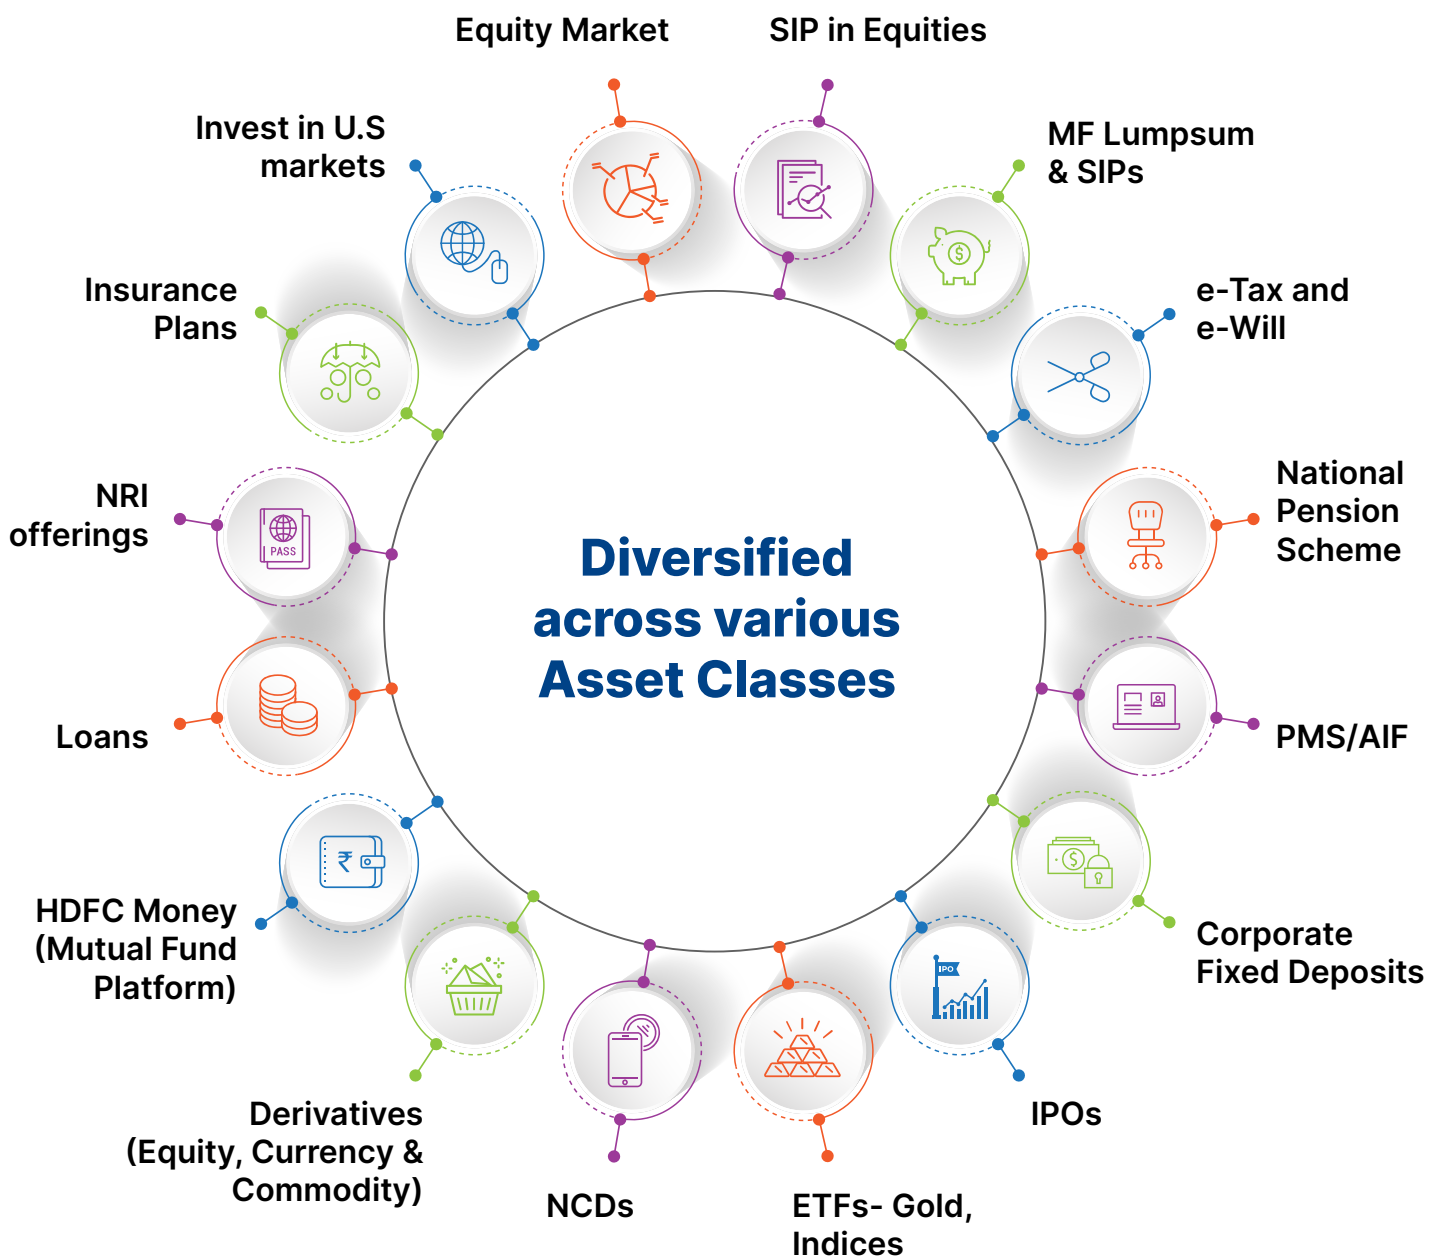 Equity Market
SIP in Equities
MF Lumpsum
& SIPs
e-Tax and
e-Will
National
Pension
Scheme
PMS/AIF
Corporate
Fixed Deposits
IPOs
IPO
ETFs- Gold,
Indices
NCDs
Derivatives
(Equity, Currency &
Commodity)
HDFC Money
(Mutual Fund
Platform)
₹
Loans
NRI
offerings
PASS
Insurance
Plans
Invest in U.S
markets
$
$
Diversified
across various
Asset Classes